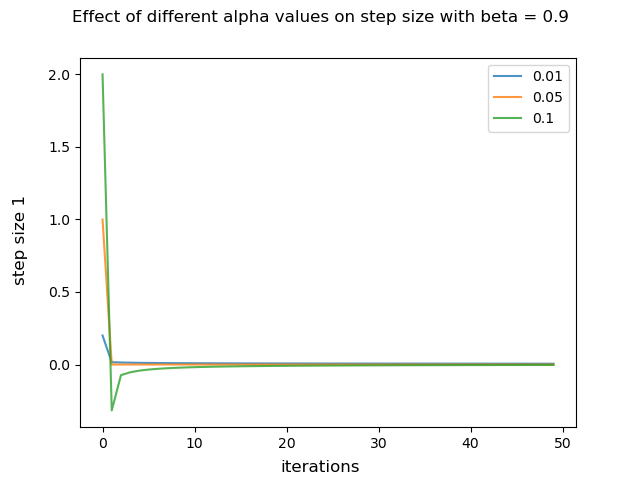 Effect of different alpha values on step size with beta = 0.9
2.0
1.5
1.0
0.5
0.0
step size 1
0.01
0.05
0.1
0 10 20 30 40 50
iterations